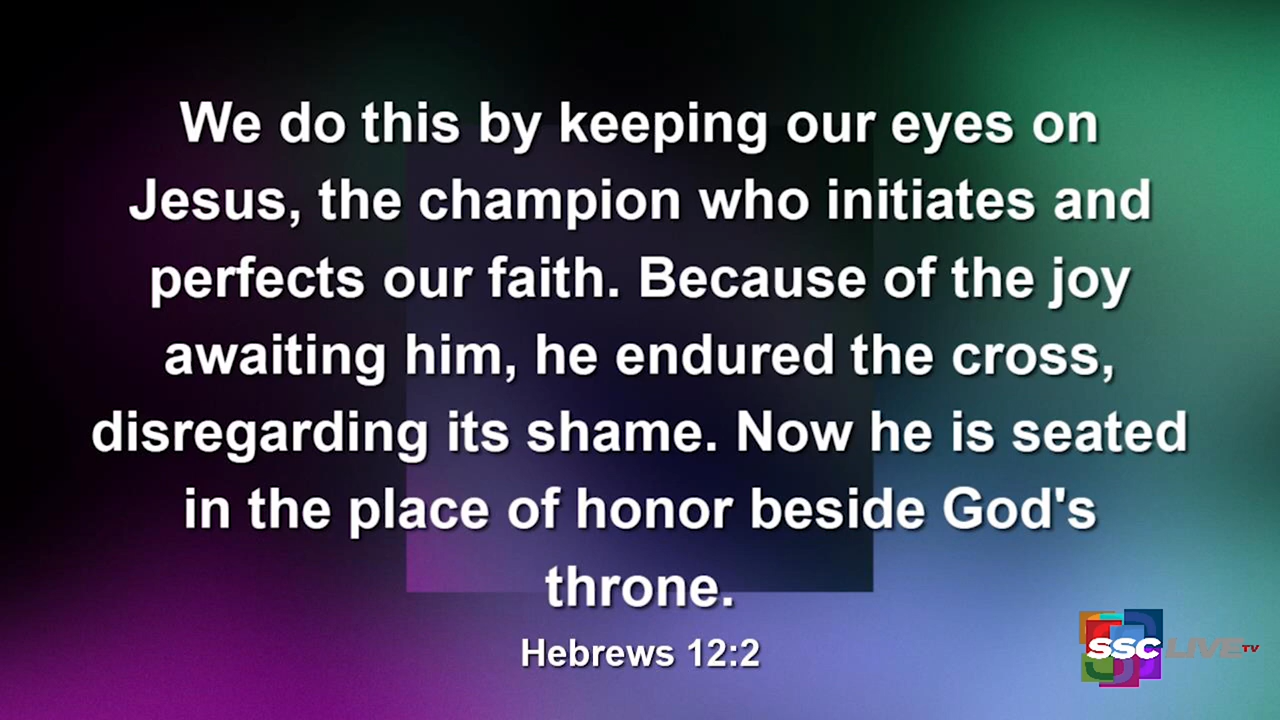 We do this by keeping our eyes on
Jesus, the champion who initiates and
perfects our faith. Because of the joy
awaiting him, he endured the cross,
disregarding its shame. Now he is seated
in the place of honor beside God's
throne.
Hebrews 12:2
SSC LIVE TV